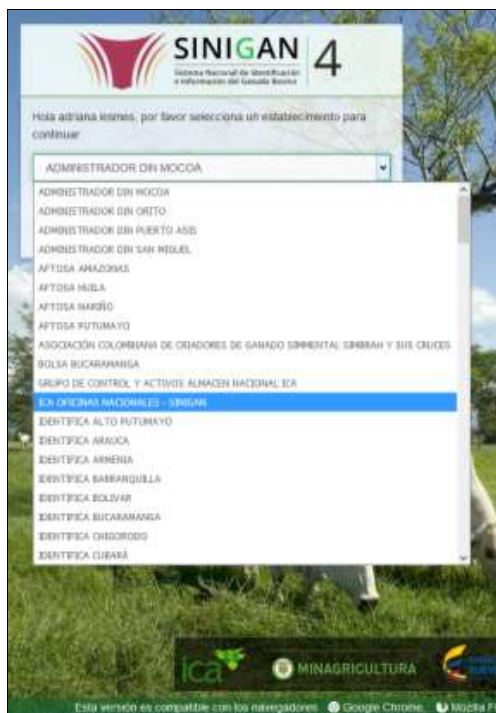 SINIGAN 4
Sistema Nacional de Identificación
e Información del Ganado Bovino
Hola adriana lesmes, por favor selecciona un establecimiento para
continuar
ADMINISTRADOR DIN MOCOA
ADMINISTRADOR DIN MOCOA
ADMINISTRADOR DIN ORITO
ADMINISTRADOR DIN PUERTO ASIS
ADMINISTRADOR DIN SAN MIGUEL
AFTOSA AMAZONAS
AFTOSA HUILA
AFTOSA NARIÑO
AFTOSA PUTUMAYO
ASOCIACIÓN COLOMBIANA DE CRIADORES DE GANADO SIMMENTAL SIMBRAH Y SUS CRUCES
BOLSA BUCARAMANGA
GRUPO DE CONTROL Y ACTIVOS ALMACEN NACIONAL ICA
ICA OFICINAS NACIONALES - SINIGAN
IDENTIFICA ALTO PUTUMAYO
IDENTIFICA ARAUCA
IDENTIFICA ARMENIA
IDENTIFICA BARRANQUILLA
IDENTIFICA BOLIVAR
IDENTIFICA BUCARAMANGA
IDENTIFICA CHIGORODO
IDENTIFICA CUBARÁ
ica MINAGRICULTURA
Esta versión es compatible con los navegadores Google Chrome, Mozilla